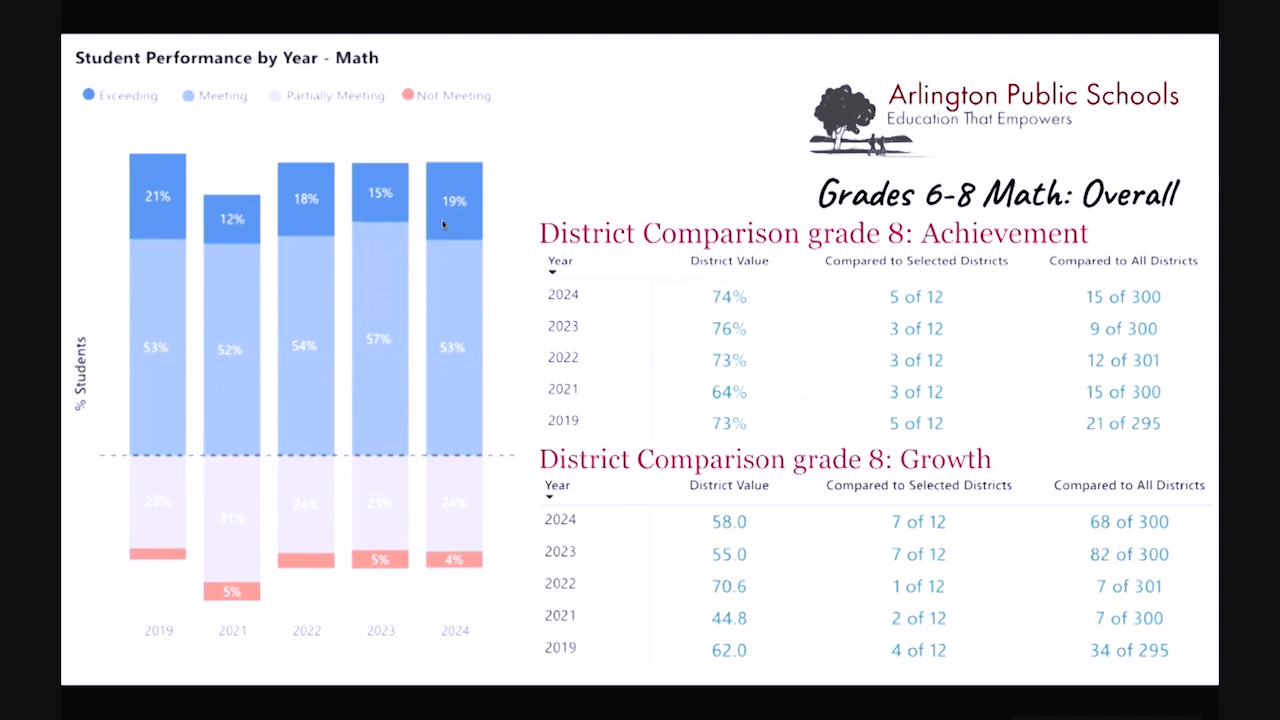 Student Performance by Year - Math
Exceeding Meeting Partially Meeting Not Meeting
% Students
21% 12% 18% 15% 19%
53% 52% 54% 57% 53%
23% 31% 24% 23% 24%
5% 5% 4%
2019 2021 2022 2023 2024
Arlington Public Schools
Education That Empowers
Grades 6-8 Math: Overall
District Comparison grade 8: Achievement
Year District Value Compared to Selected Districts Compared to All Districts
2024 74% 5 of 12 15 of 300
2023 76% 3 of 12 9 of 300
2022 73% 3 of 12 12 of 301
2021 64% 3 of 12 15 of 300
2019 73% 5 of 12 21 of 295
District Comparison grade 8: Growth
Year District Value Compared to Selected Districts Compared to All Districts
2024 58.0 7 of 12 68 of 300
2023 55.0 7 of 12 82 of 300
2022 70.6 1 of 12 7 of 301
2021 44.8 2 of 12 7 of 300
2019 62.0 4 of 12 34 of 295